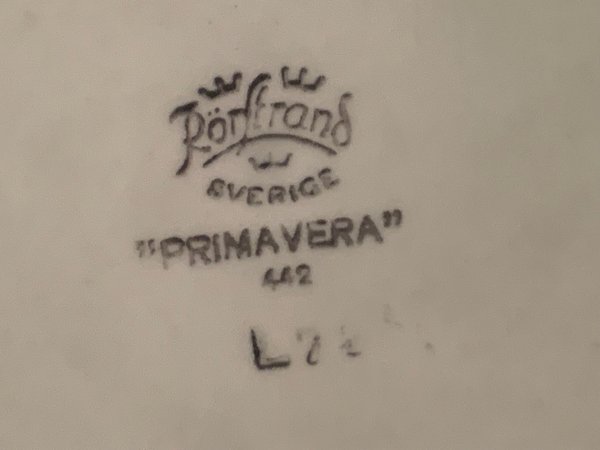 Rörstrand
SVERIGE
"PRIMAVERA"
442
L